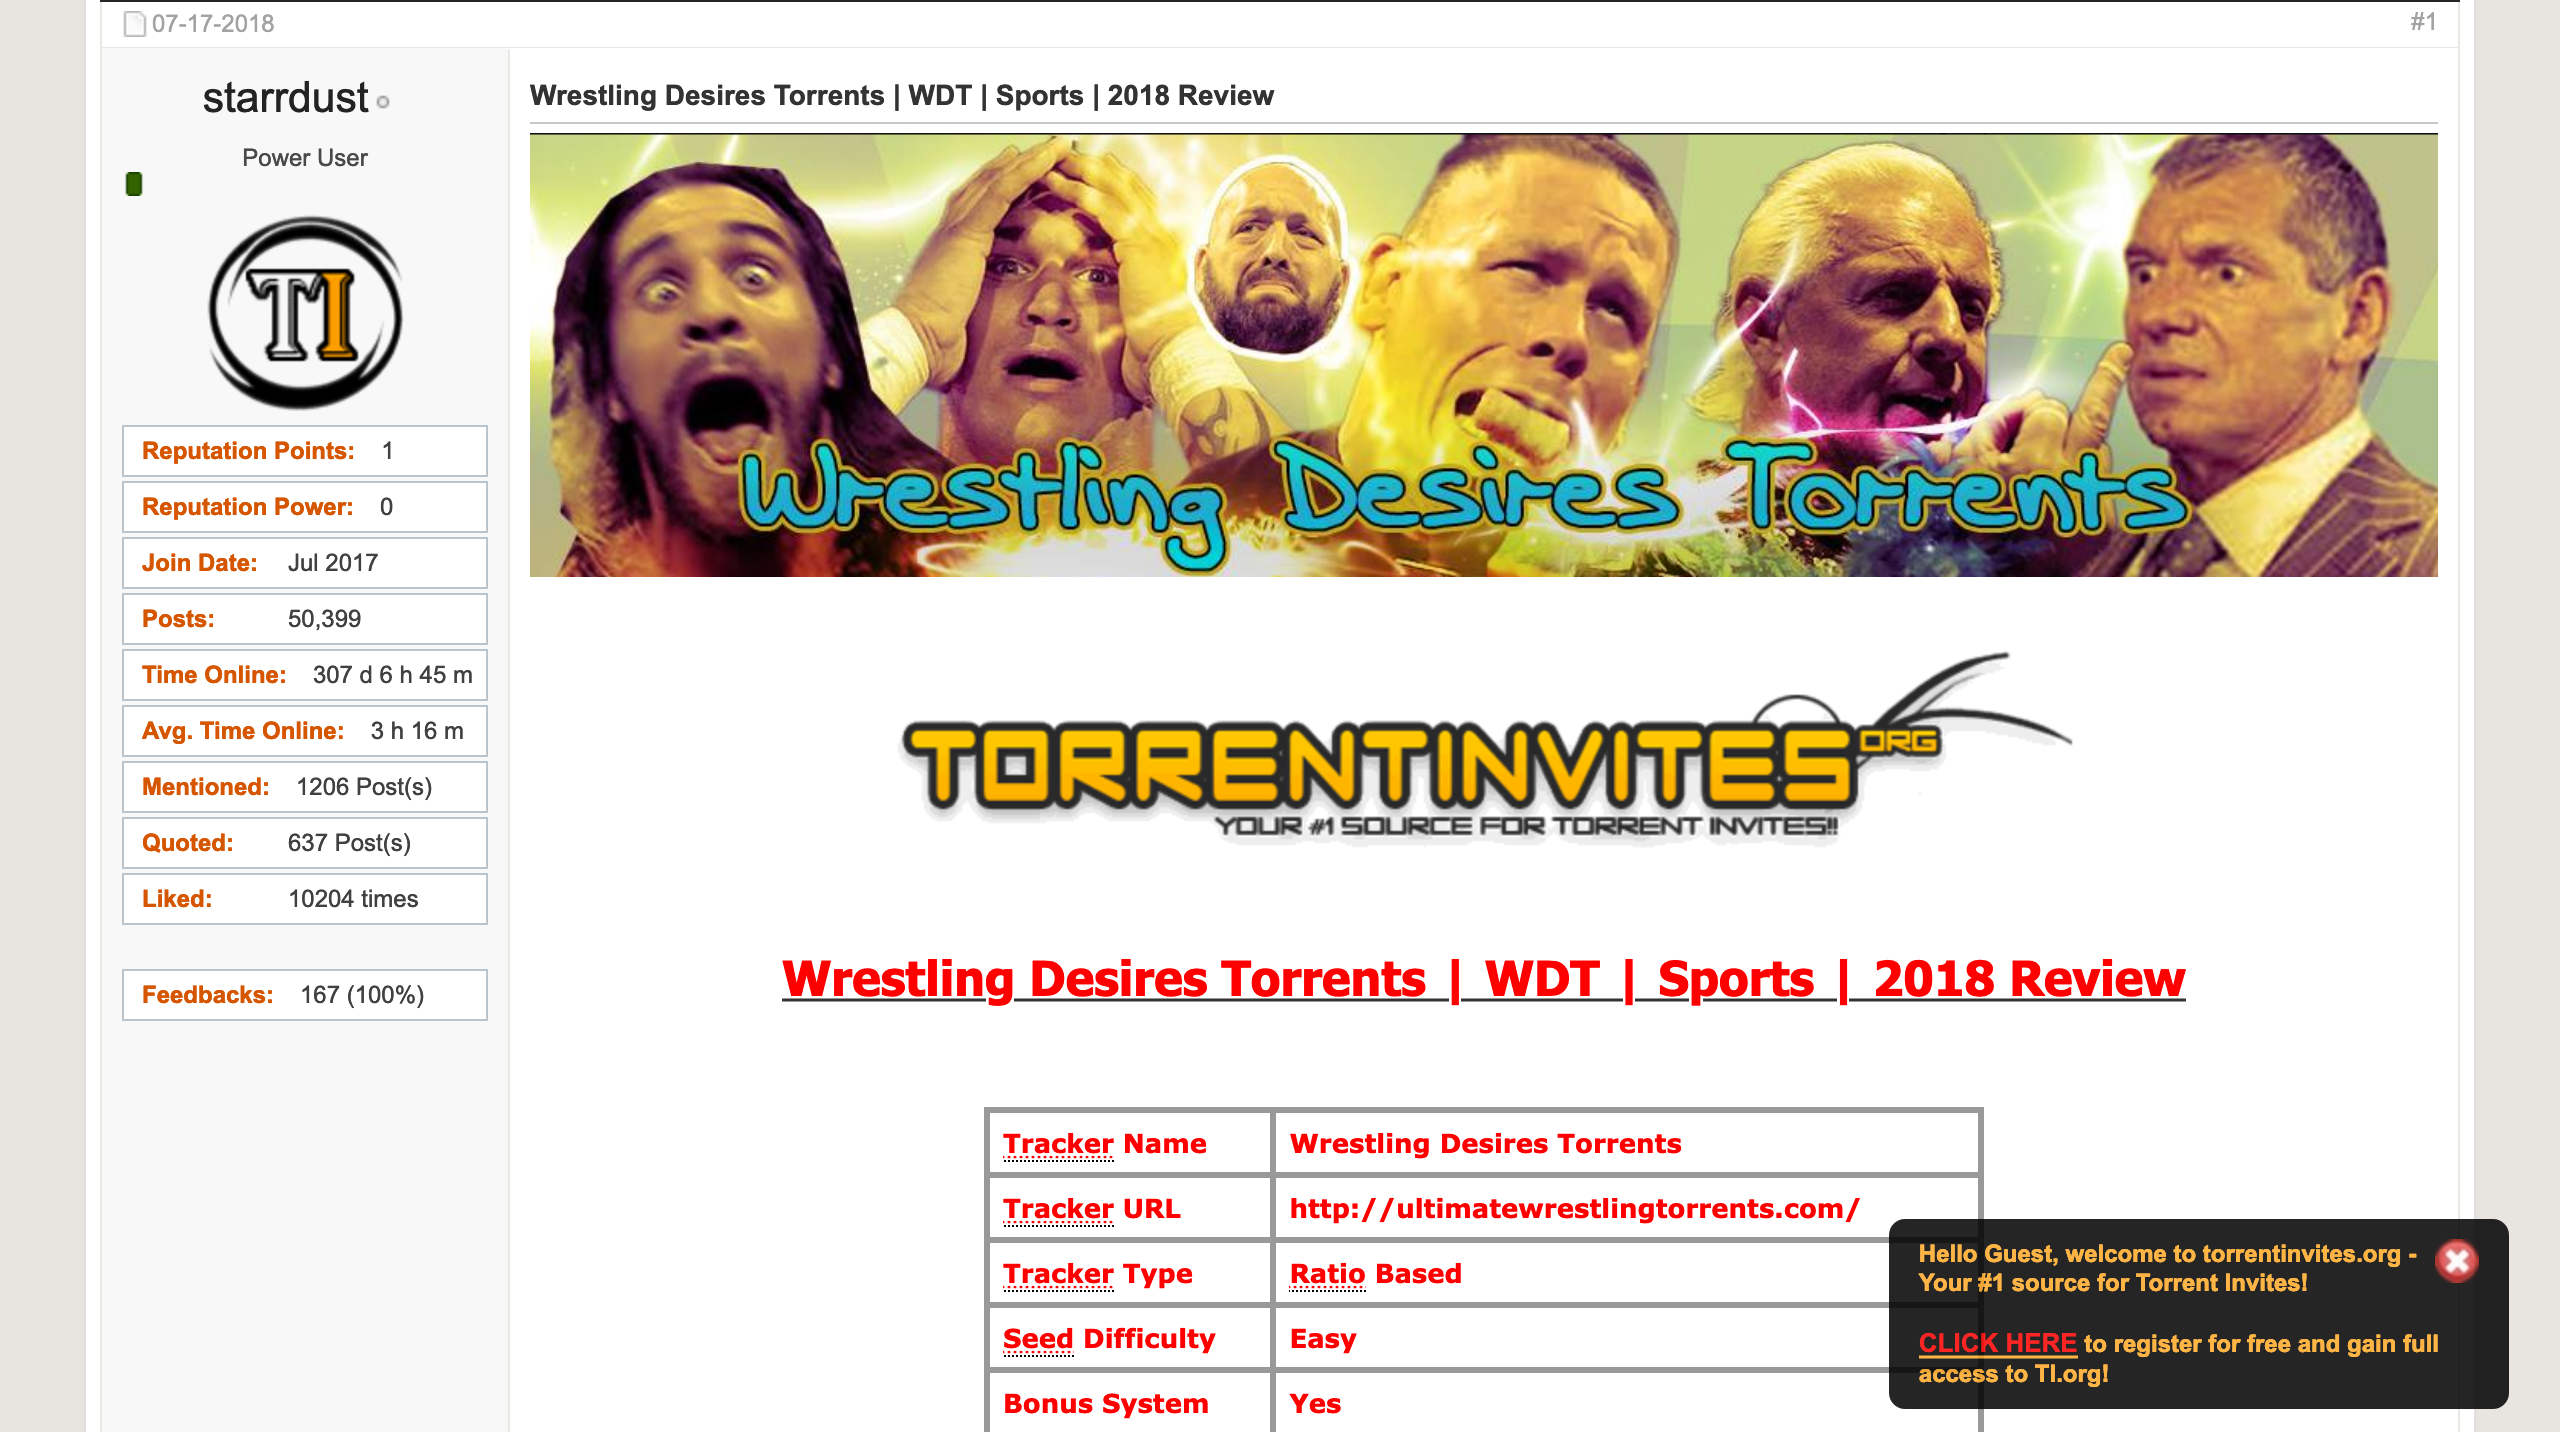 07-17-2018
#1
starrdust
Power User
TI
Reputation Points: 1
Reputation Power: 0
Join Date: Jul 2017
Posts: 50,399
Time Online: 307 d 6 h 45 m
Avg. Time Online: 3 h 16 m
Mentioned: 1206 Post(s)
Quoted: 637 Post(s)
Liked: 10204 times
Feedbacks: 167 (100%)
Wrestling Desires Torrents | WDT | Sports | 2018 Review
Wrestling Desires Torrents
TORRENTINVITES ORG
YOUR #1 SOURCE FOR TORRENT INVITES!!
Wrestling Desires Torrents | WDT | Sports | 2018 Review
Tracker Name Wrestling Desires Torrents
Tracker URL http://ultimatewrestlingtorrents.com/
Tracker Type Ratio Based
Seed Difficulty Easy
Bonus System Yes
Hello Guest, welcome to torrentinvites.org -
Your #1 source for Torrent Invites!
CLICK HERE to register for free and gain full
access to TI.org!